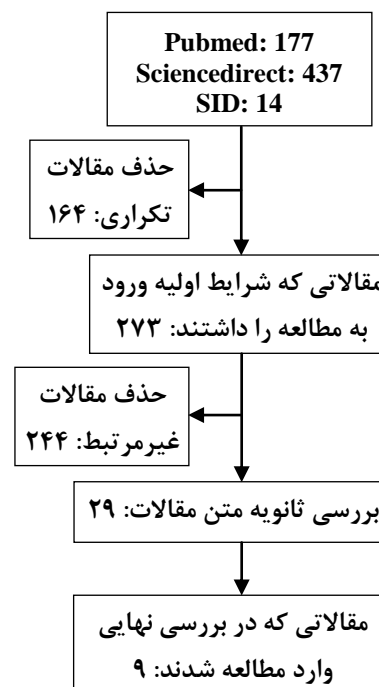 Pubmed: 177
Sciencedirect: 437
SID: 14
حذف مقالات
تکراری: ۱۶۴
مقالاتی که شرایط اولیه ورود
به مطالعه را داشتند: ۲۷۳
حذف مقالات
غیرمرتبط: ۲۴۴
بررسی ثانویه متن مقالات: ۲۹
مقالاتی که در بررسی نهایی
وارد مطالعه شدند: ۹